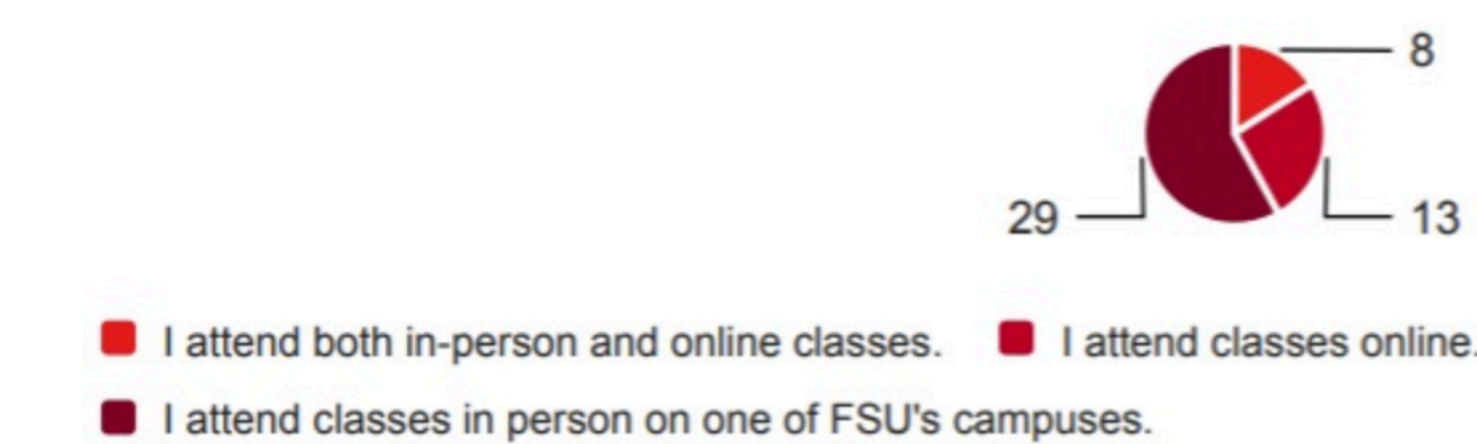 8
29
13
I attend both in-person and online classes.
I attend classes online.
I attend classes in person on one of FSU's campuses.